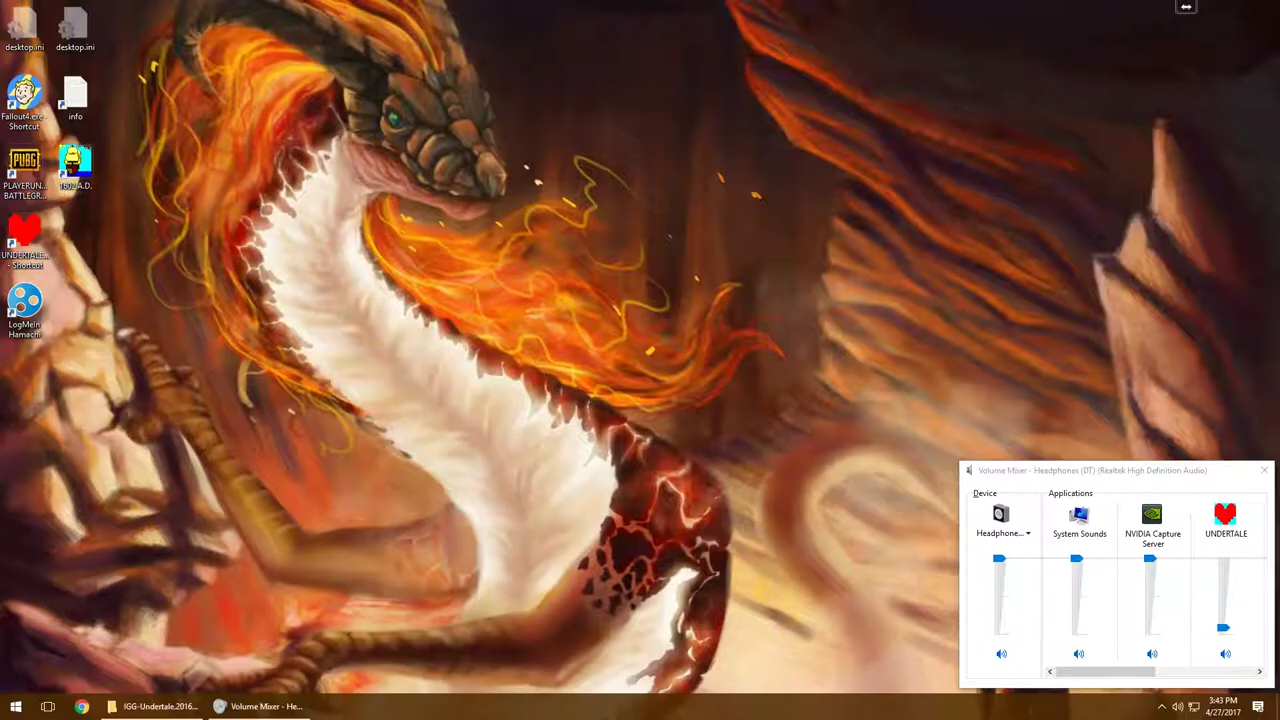 desktop.ini
desktop.ini
Fallout4.exe - Shortcut
info
PUBG
PLAYERUN... BATTLEGR...
1602 A.D.
UNDERTALE... - Shortcut
LogMeIn Hamachi
Volume Mixer - Headphones (DT) (Realtek High Definition Audio)
Device
Applications
Headphone...
System Sounds
NVIDIA Capture Server
UNDERTALE
IGG-Undertale.2016...
Volume Mixer - He...
3:43 PM
4/27/2017